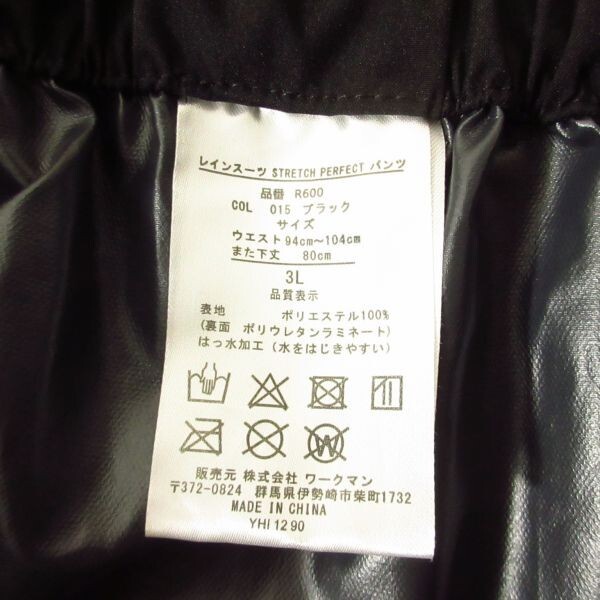 レインスーツ STRETCH PERFECT パンツ
品番 R600
COL 015 ブラック
サイズ
ウエスト94cm～104cm
また下丈 80cm
3L
品質表示
表地 ポリエステル100%
(裏面 ポリウレタンラミネート)
はっ水加工（水をはじきやすい）
W
販売元 株式会社 ワークマン
〒372-0824 群馬県伊勢崎市柴町1732
MADE IN CHINA
YHI 12 90